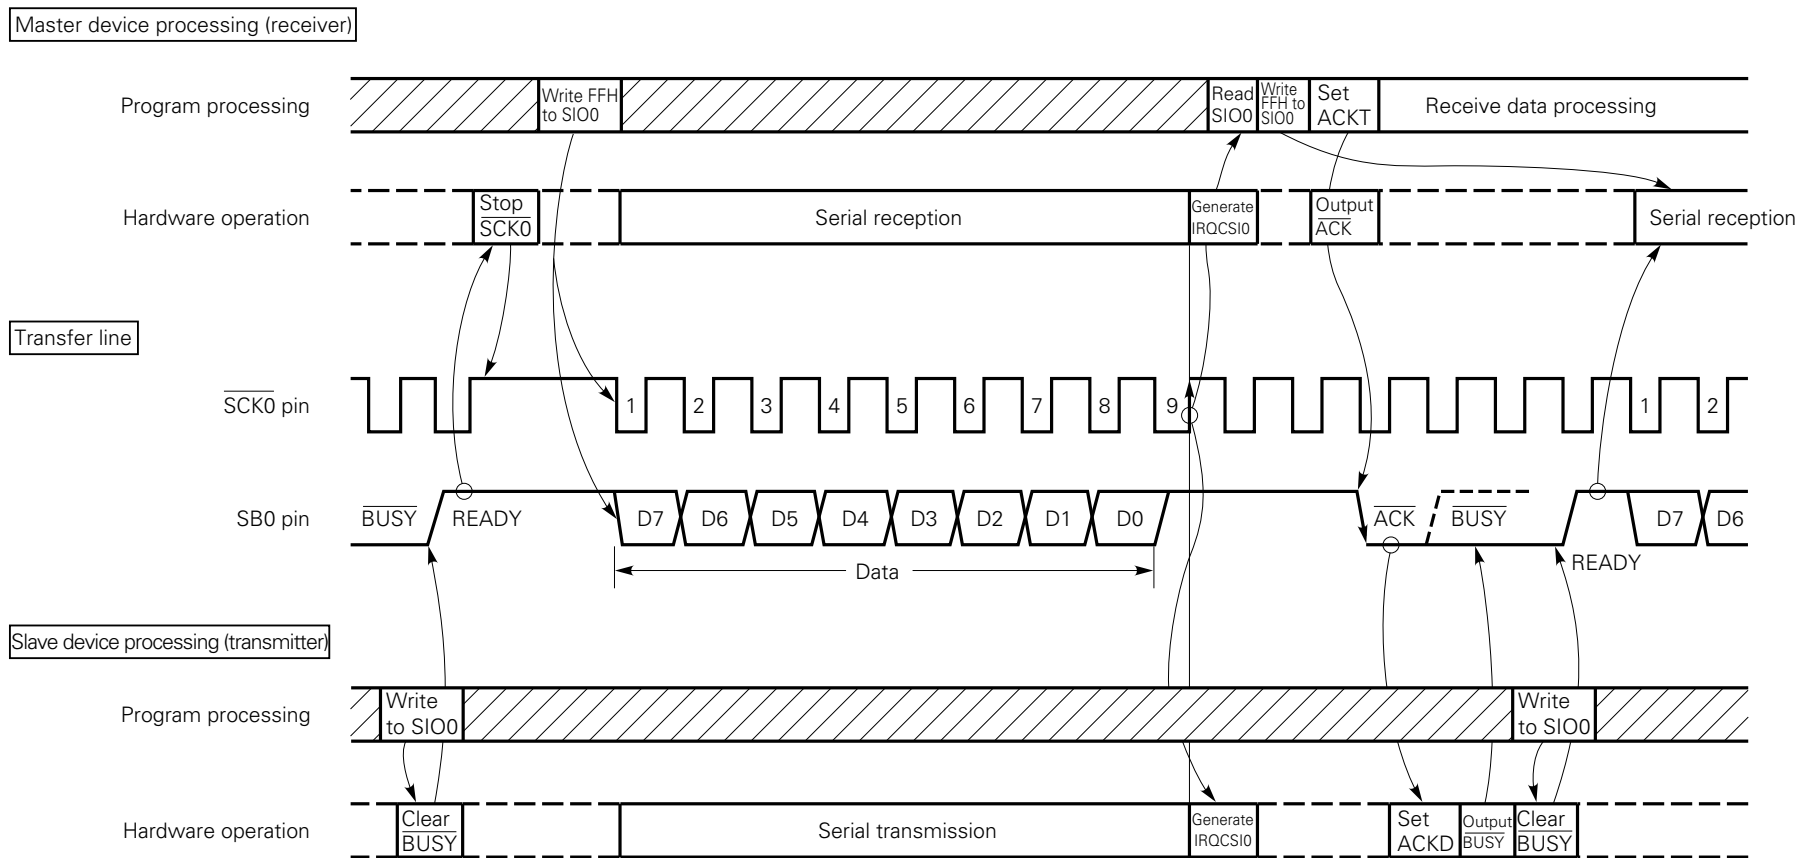 Master device processing (receiver)
Program processing
Write FFH
to SIO0
Read
SIO0
Write
FFH to
SIO0
Set
ACKT
Receive data processing
Hardware operation
Stop
SCK0
Serial reception
Generate
IRQCSI0
Output
ACK
Serial reception
Transfer line
SCK0 pin
1 2 3 4 5 6 7 8 9 1 2
SB0 pin
BUSY READY D7 D6 D5 D4 D3 D2 D1 D0 ACK BUSY D7 D6
READY
Data
Slave device processing (transmitter)
Program processing
Write
to SIO0
Write
to SIO0
Hardware operation
Clear
BUSY
Serial transmission
Generate
IRQCSI0
Set
ACKD
Output
BUSY
Clear
BUSY